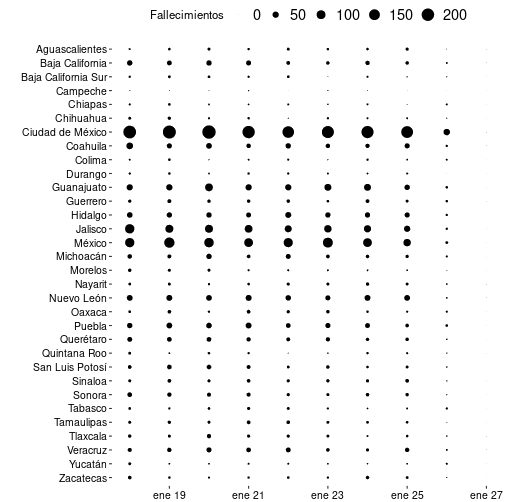 Fallecimientos 0 50 100 150 200
Aguascalientes
Baja California
Baja California Sur
Campeche
Chiapas
Chihuahua
Ciudad de México
Coahuila
Colima
Durango
Guanajuato
Guerrero
Hidalgo
Jalisco
México
Michoacán
Morelos
Nayarit
Nuevo León
Oaxaca
Puebla
Querétaro
Quintana Roo
San Luis Potosí
Sinaloa
Sonora
Tabasco
Tamaulipas
Tlaxcala
Veracruz
Yucatán
Zacatecas
ene 19 ene 21 ene 23 ene 25 ene 27